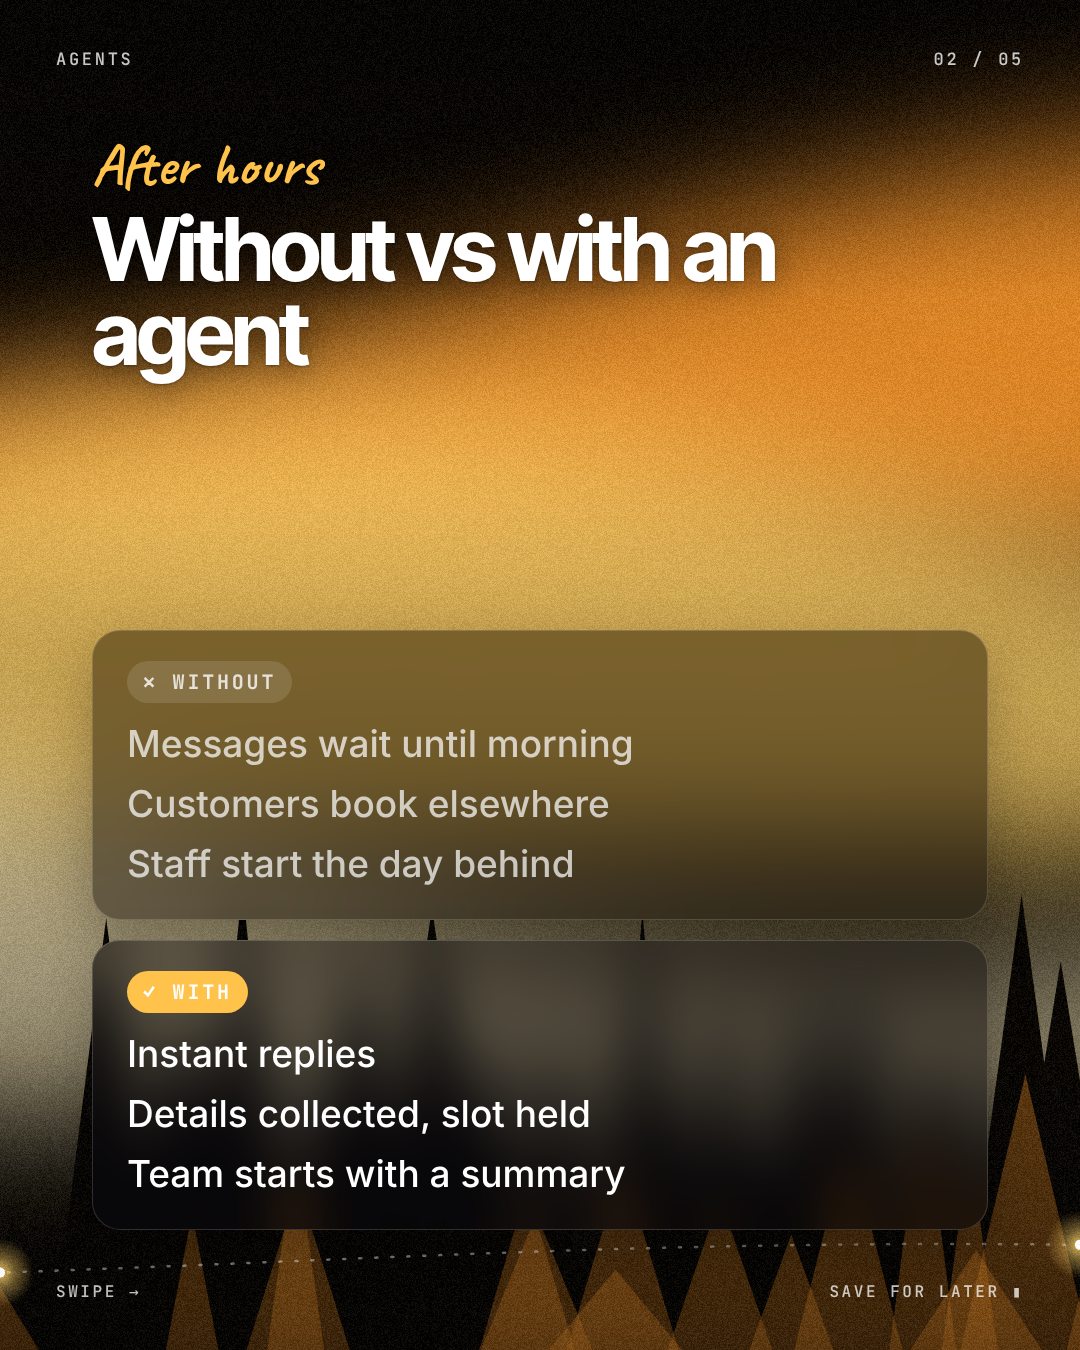 AGENTS
02 / 05
After hours
Without vs with an
agent
× WITHOUT
Messages wait until morning
Customers book elsewhere
Staff start the day behind
✓ WITH
Instant replies
Details collected, slot held
Team starts with a summary
SWIPE →
SAVE FOR LATER ▮